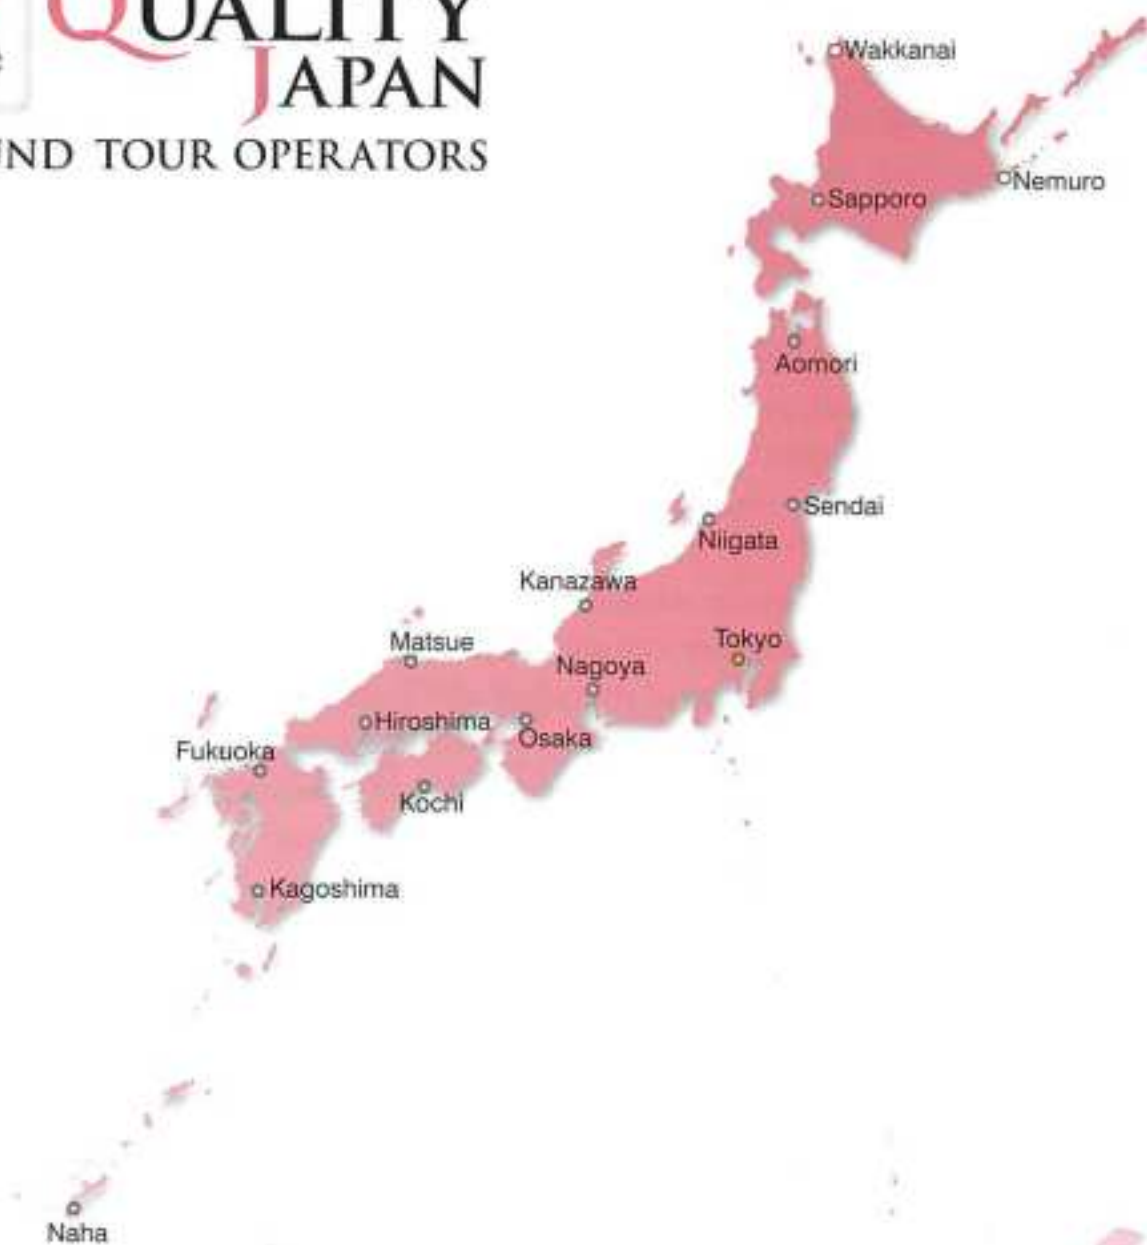 QUALITY
JAPAN
TOUR OPERATORS
Wakkanai
Nemuro
Sapporo
Aomori
Sendai
Niigata
Kanazawa
Tokyo
Matsue
Nagoya
Hiroshima
Osaka
Fukuoka
Kochi
Kagoshima
Naha